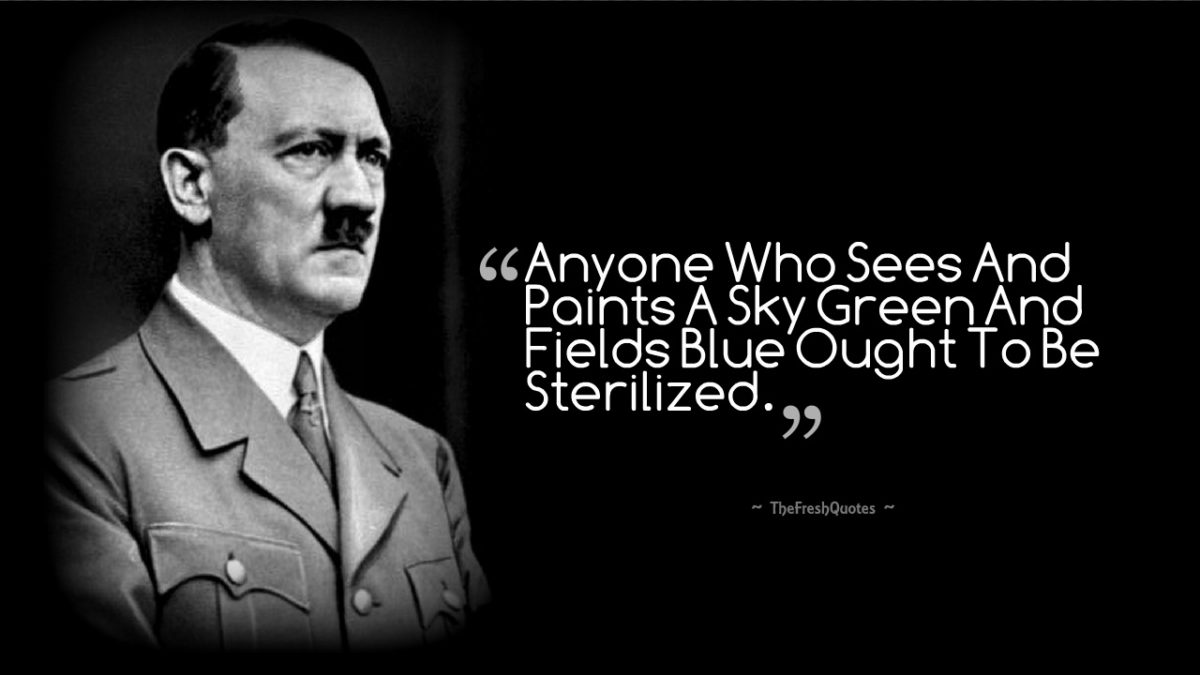 “Anyone Who Sees And
Paints A Sky Green And
Fields Blue Ought To Be
Sterilized.”
~ TheFreshQuotes ~